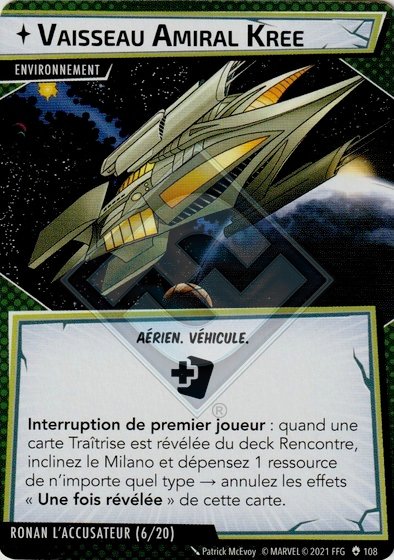 VAISSEAU AMIRAL KREE
ENVIRONNEMENT
AÉRIEN. VÉHICULE.
Interruption de premier joueur : quand une
carte Traîtrise est révélée du deck Rencontre,
inclinez le Milano et dépensez 1 ressource
de n'importe quel type → annulez les effets
« Une fois révélée » de cette carte.
RONAN L'ACCUSATEUR (6/20)
Patrick McEvoy © MARVEL © 2021 FFG 108